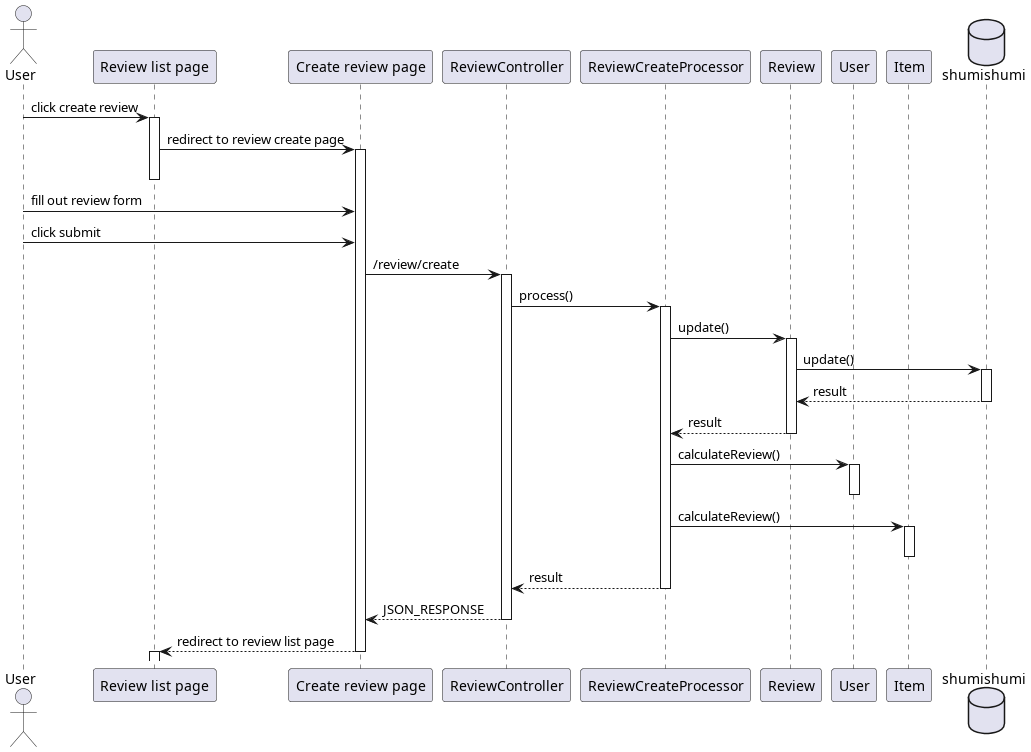 User
Review list page
Create review page
ReviewController
ReviewCreateProcessor
Review
User
Item
shumishumi
click create review
redirect to review create page
fill out review form
click submit
/review/create
process()
update()
update()
result
result
calculateReview()
calculateReview()
result
JSON_RESPONSE
redirect to review list page
User
Review list page
Create review page
ReviewController
ReviewCreateProcessor
Review
User
Item
shumishumi